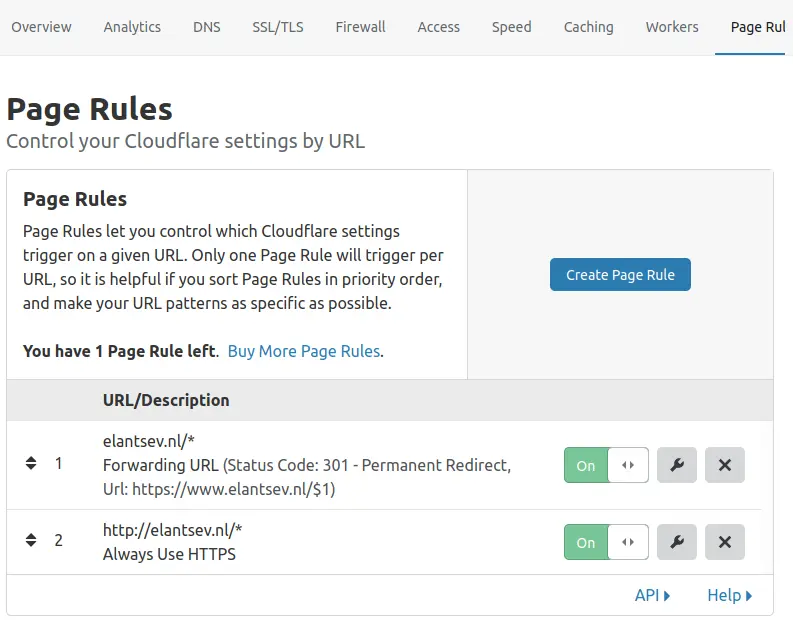 Overview Analytics DNS SSL/TLS Firewall Access Speed Caching Workers Page Rul
Page Rules
Control your Cloudflare settings by URL
Page Rules
Page Rules let you control which Cloudflare settings
trigger on a given URL. Only one Page Rule will trigger per
URL, so it is helpful if you sort Page Rules in priority order,
and make your URL patterns as specific as possible.
You have 1 Page Rule left. Buy More Page Rules.
Create Page Rule
URL/Description
1
elantsev.nl/*
Forwarding URL (Status Code: 301 - Permanent Redirect,
Url: https://www.elantsev.nl/$1)
On
2
http://elantsev.nl/*
Always Use HTTPS
On
API Help